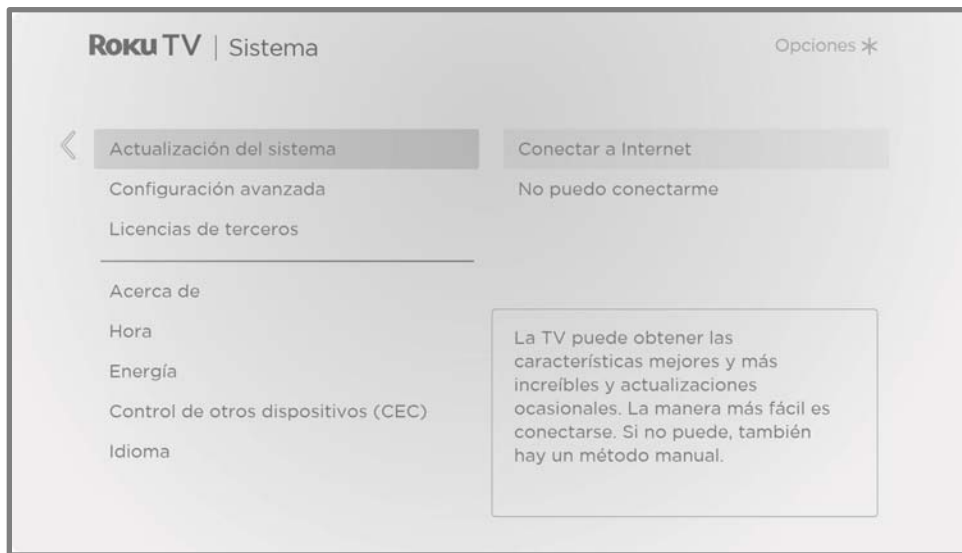 Roku TV | Sistema
Opciones *
Actualización del sistema
Configuración avanzada
Licencias de terceros
Acerca de
Hora
Energía
Control de otros dispositivos (CEC)
Idioma
Conectar a Internet
No puedo conectarme
La TV puede obtener las
características mejores y más
increíbles y actualizaciones
ocasionales. La manera más fácil es
conectarse. Si no puede, también
hay un método manual.